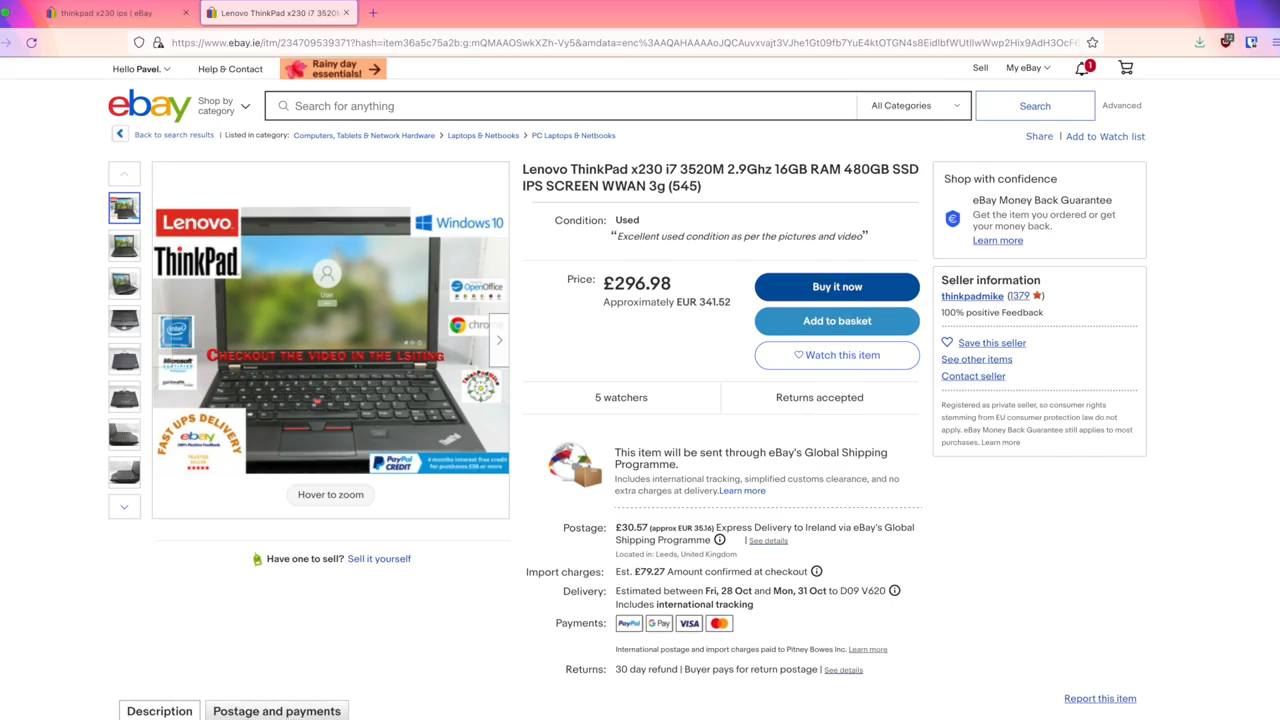 thinkpad x230 ips | eBay
Lenovo ThinkPad x230 i7 3520M
https://www.ebay.ie/itm/234709539371?hash=item36a5c75a2b:g:mQMAAOSwkXZh-Vy5&amdata=enc%3AAQAHAAAAoJQCAuvxvajt3VJhe1Gt09fb7YuE4ktOTGN4s8EidIbfWUtIwWwp2Hix9AdH3OcF6
Hello Pavel.
Help & Contact
Rainy day
essentials!
Sell
My eBay
1
ebay
Shop by
category
Search for anything
All Categories
Search
Advanced
Back to search results | Listed in category: Computers, Tablets & Network Hardware > Laptops & Netbooks > PC Laptops & Netbooks
Share | Add to Watch list
Lenovo
ThinkPad
Windows 10
User
OpenOffice
chro
intel
Microsoft
CERTIFIED
CHECKOUT THE VIDEO IN THE LSITING
FAST UPS DELIVERY
ebay
100% Positive Feedback
TRUSTED
SELLER
PayPal
CREDIT
4 months interest free credit
for purchases £99 or more
Hover to zoom
Have one to sell? Sell it yourself
Lenovo ThinkPad x230 i7 3520M 2.9Ghz 16GB RAM 480GB SSD
IPS SCREEN WWAN 3g (545)
Condition: Used
“Excellent used condition as per the pictures and video”
Price: £296.98
Approximately EUR 341.52
Buy it now
Add to basket
Watch this item
5 watchers
Returns accepted
This item will be sent through eBay's Global Shipping
Programme.
Includes international tracking, simplified customs clearance, and no
extra charges at delivery.Learn more
Postage: £30.57 (approx EUR 35.16) Express Delivery to Ireland via eBay's Global
Shipping Programme | See details
Located in: Leeds, United Kingdom
Import charges: Est. £79.27 Amount confirmed at checkout
Delivery: Estimated between Fri, 28 Oct and Mon, 31 Oct to D09 V620
Includes international tracking
Payments: PayPal G Pay VISA
International postage and import charges paid to Pitney Bowes Inc. Learn more
Returns: 30 day refund | Buyer pays for return postage | See details
Shop with confidence
eBay Money Back Guarantee
Get the item you ordered or get
your money back.
Learn more
Seller information
thinkpadmike (1379 )
100% positive Feedback
Save this seller
See other items
Contact seller
Registered as private seller, so consumer rights
stemming from EU consumer protection law do not
apply. eBay Money Back Guarantee still applies to most
purchases. Learn more
Report this item
Description
Postage and payments